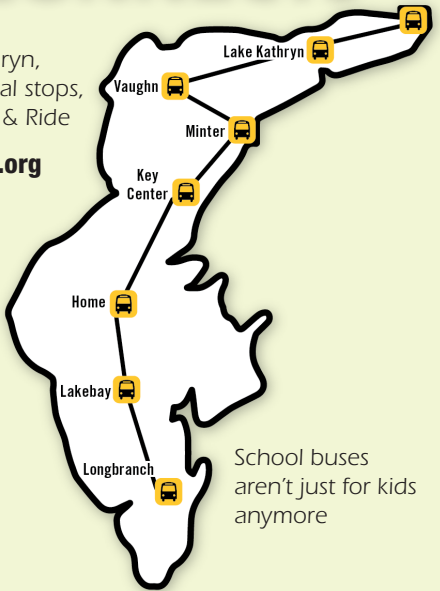 ryn,
al stops,
& Ride
.org
Lake Kathryn
Vaughn
Minter
Key
Center
Home
Lakebay
Longbranch
School buses
aren't just for kids
anymore